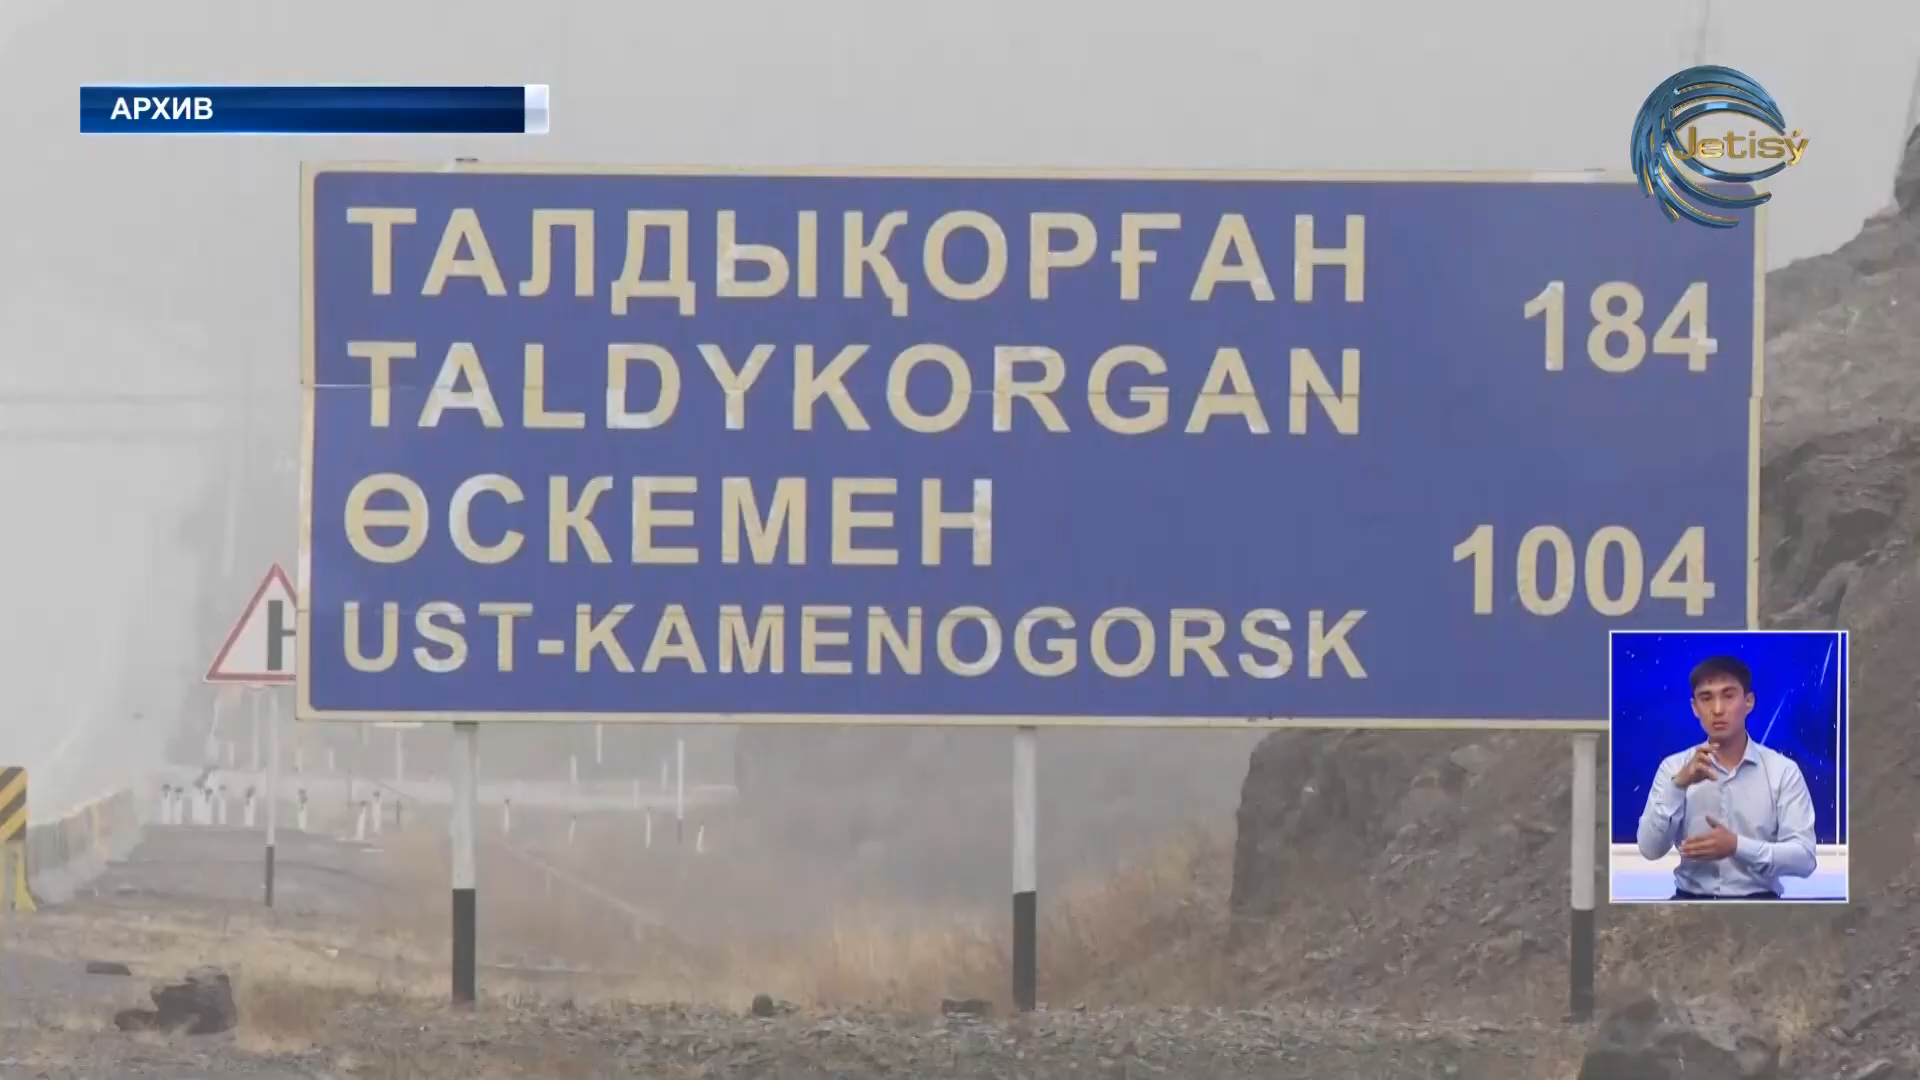 АРХИВ
Jetisý
ТАЛДЫҚОРҒАН
184
TALDYKORGAN
ӨСКЕМЕН
1004
UST-KAMENOGORSK